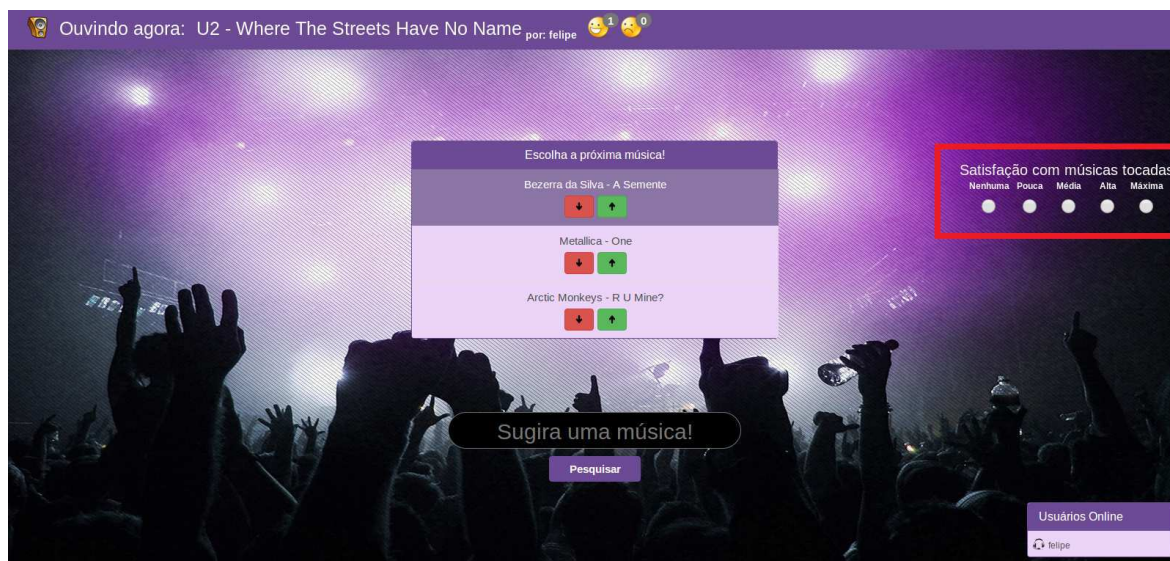 Ouvindo agora: U2 - Where The Streets Have No Name por: felipe 1 0
Escolha a próxima música!
Bezerra da Silva - A Semente
Metallica - One
Arctic Monkeys - R U Mine?
Satisfação com músicas tocadas
Nenhuma Pouca Média Alta Máxima
Sugira uma música!
Pesquisar
Usuários Online
felipe